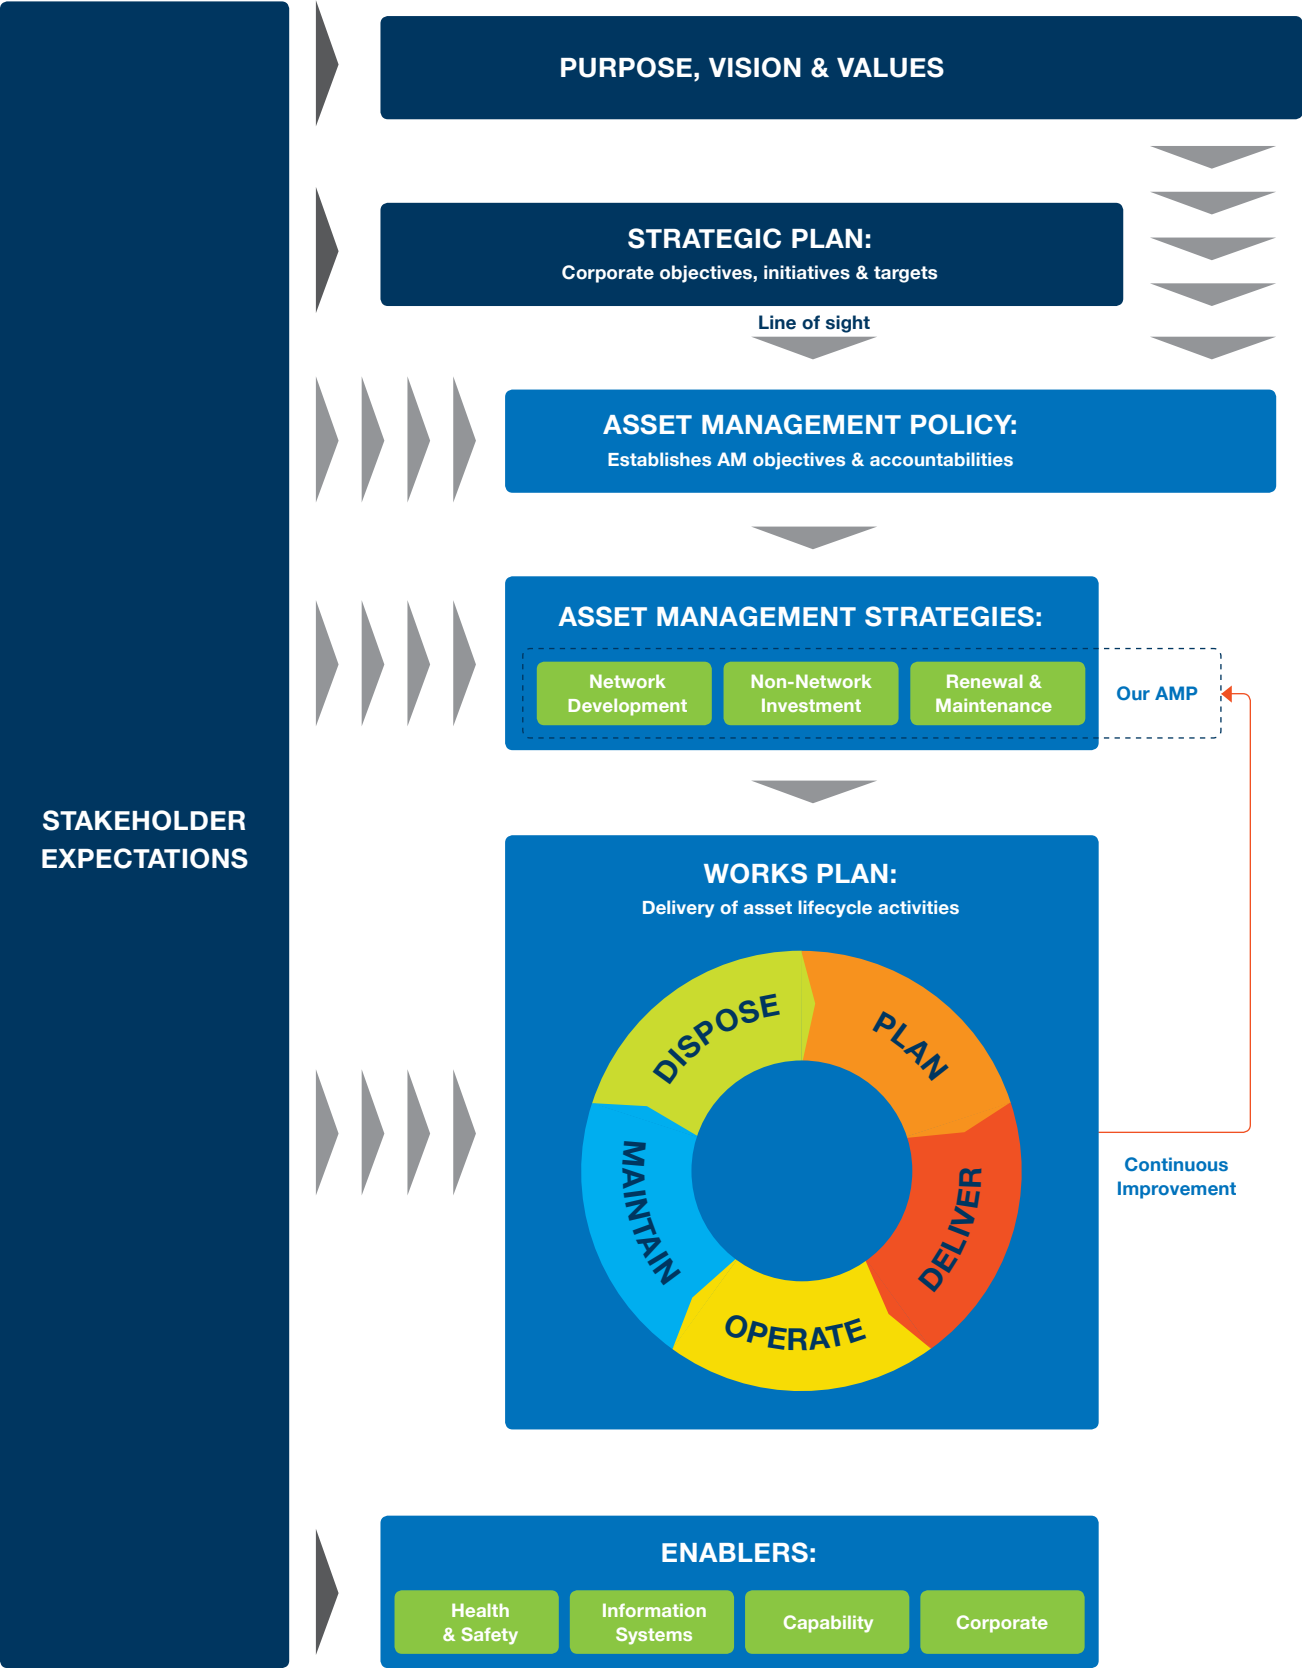 STAKEHOLDER
EXPECTATIONS
PURPOSE, VISION & VALUES
STRATEGIC PLAN:
Corporate objectives, initiatives & targets
Line of sight
ASSET MANAGEMENT POLICY:
Establishes AM objectives & accountabilities
ASSET MANAGEMENT STRATEGIES:
Network
Development
Non-Network
Investment
Renewal &
Maintenance
Our AMP
WORKS PLAN:
Delivery of asset lifecycle activities
PLAN
DELIVER
OPERATE
MAINTAIN
DISPOSE
Continuous
Improvement
ENABLERS:
Health
& Safety
Information
Systems
Capability
Corporate